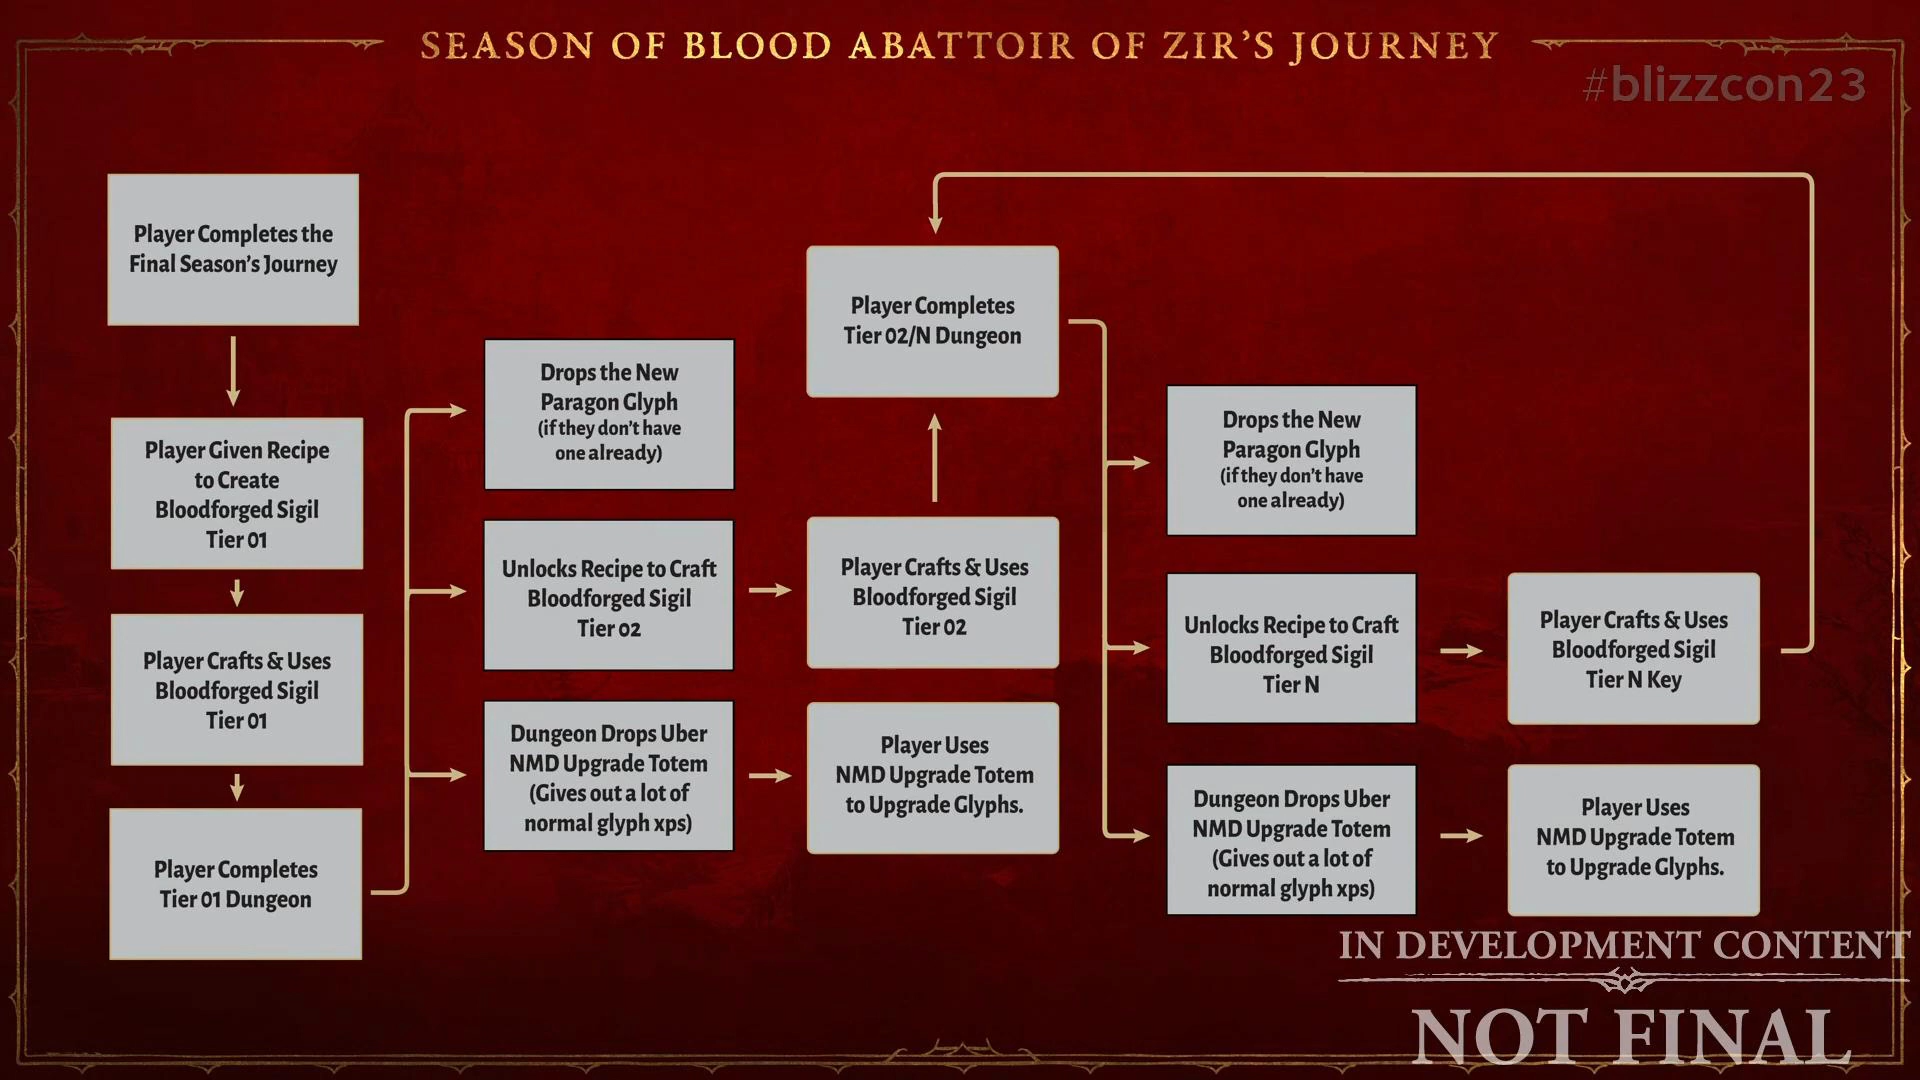 SEASON OF BLOOD ABATTOIR OF ZIR'S JOURNEY
#blizzcon23
Player Completes the
Final Season's Journey
Player Given Recipe
to Create
Bloodforged Sigil
Tier 01
Player Crafts & Uses
Bloodforged Sigil
Tier 01
Player Completes
Tier 01 Dungeon
Drops the New
Paragon Glyph
(if they don't have
one already)
Unlocks Recipe to Craft
Bloodforged Sigil
Tier 02
Dungeon Drops Uber
NMD Upgrade Totem
(Gives out a lot of
normal glyph xps)
Player Completes
Tier 02/N Dungeon
Player Crafts & Uses
Bloodforged Sigil
Tier 02
Player Uses
NMD Upgrade Totem
to Upgrade Glyphs.
Drops the New
Paragon Glyph
(if they don't have
one already)
Unlocks Recipe to Craft
Bloodforged Sigil
Tier N
Dungeon Drops Uber
NMD Upgrade Totem
(Gives out a lot of
normal glyph xps)
Player Crafts & Uses
Bloodforged Sigil
Tier N Key
Player Uses
NMD Upgrade Totem
to Upgrade Glyphs.
IN DEVELOPMENT CONTENT
NOT FINAL